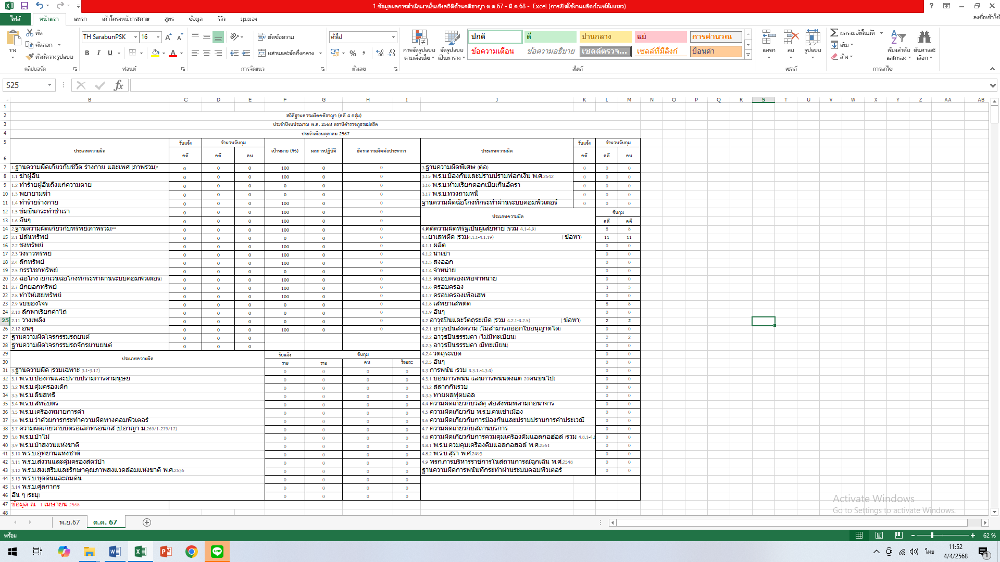 1.ข้อมูลผลการดำเนินงานในเชิงสถิติด้านคดีอาญา ต.ค.67 - มี.ค.68 - Excel (การเปิดใช้งานผลิตภัณฑ์ล้มเหลว)
ไฟล์ หน้าแรก แทรก เค้าโครงหน้ากระดาษ สูตร ข้อมูล รีวิว มุมมอง ลงชื่อเข้าใช้
วาง ตัด คัดลอก ตัวคัดวางรูปแบบ คลิปบอร์ด
TH SarabunPSK 16 B I U ฟอนต์
ตัดข้อความ ผสานและจัดกึ่งกลาง การจัดแนว
ทั่วไป % ตัวเลข
การจัดรูปแบบตามเงื่อนไข จัดรูปแบบเป็นตาราง
ปกติ ดี ปานกลาง แย่ การคำนวณ
ข้อความเตือน ข้อความอธิบาย เซลล์ตรวจ... เซลล์ที่มีลิงก์ ป้อนค่า
สไตล์
แทรก ลบ รูปแบบ เซลล์
ผลรวมอัตโนมัติ เติม ล้าง เรียงลำดับและกรอง ค้นหาและเลือก การแก้ไข
S25 fx
B C D E F G H I J K L M N O P Q R S T U V W X Y Z AA AB
1
2 สถิติฐานความผิดคดีอาญา (คดี 4 กลุ่ม)
3 ประจำปีงบประมาณ พ.ศ. 2568 สถานีตำรวจภูธรแม่สลิด
4 ประจำเดือนตุลาคม 2567
5 ประเภทความผิด รับแจ้ง จำนวนจับกุม เป้าหมาย (%) ผลการปฏิบัติ อัตราความผิดต่อประชากร ประเภทความผิด รับแจ้ง จำนวนจับกุม
6 คดี คดี คน คดี คดี คน
7 1.ฐานความผิดเกี่ยวกับชีวิต ร่างกาย และเพศ (ภาพรวม)* 0 0 0 100 0 0 3.ฐานความผิดพิเศษ (ต่อ) 0 0 0
8 1.1 ฆ่าผู้อื่น 0 0 0 100 0 0 3.15 พ.ร.บ.ป้องกันและปราบปรามฟอกเงิน พ.ศ.2542 0 0 0
9 1.2 ทำร้ายผู้อื่นถึงแก่ความตาย 0 0 0 0 0 0 3.16 พ.ร.บ.ห้ามเรียกดอกเบี้ยเกินอัตรา 0 0 0
10 1.3 พยายามฆ่า 0 0 0 0 0 0 3.17 พ.ร.บ.ทวงถามหนี้ 0 0 0
11 1.4 ทำร้ายร่างกาย 0 0 0 100 0 0 ฐานความผิดฉ้อโกงที่กระทำผ่านระบบคอมพิวเตอร์ 0 0 0
12 1.5 ข่มขืนกระทำชำเรา 0 0 0 100 0 0 ประเภทความผิด จับกุม
13 1.6 อื่นๆ 0 0 0 100 0 0 คดี คดี
14 2.ฐานความผิดเกี่ยวกับทรัพย์(ภาพรวม)** 0 0 0 100 0 0 4.คดีความผิดที่รัฐเป็นผู้เสียหาย (รวม 4.1-4.9) 8 8
15 2.1 ปล้นทรัพย์ 0 0 0 0 0 0 4.1ยาเสพติด (รวม4.1.1-4.1.19) ( ข้อหา) 11 11
16 2.2 ชิงทรัพย์ 0 0 0 100 0 0 4.1.1 ผลิต 0 0
17 2.3 วิ่งราวทรัพย์ 0 0 0 100 0 0 4.1.2 นำเข้า 0 0
18 2.4 ลักทรัพย์ 0 0 0 100 0 0 4.1.3 ส่งออก 0 0
19 2.5 กรรโชกทรัพย์ 0 0 0 0 0 0 4.1.4 จำหน่าย 0 0
20 2.6 ฉ้อโกง (ยกเว้นฉ้อโกงที่กระทำผ่านระบบคอมพิวเตอร์) 0 0 0 100 0 0 4.1.5 ครอบครองเพื่อจำหน่าย 0 0
21 2.7 ยักยอกทรัพย์ 0 0 0 100 0 0 4.1.6 ครอบครอง 3 3
22 2.8 ทำให้เสียทรัพย์ 0 0 0 100 0 0 4.1.7 ครอบครองเพื่อเสพ 0 0
23 2.9 รับของโจร 0 0 0 0 0 0 4.1.8 เสพยาเสพติด 8 8
24 2.10 ลักพาเรียกค่าไถ่ 0 0 0 0 0 0 4.1.9 อื่นๆ 0 0
25 2.11 วางเพลิง 0 0 0 0 0 0 4.2 อาวุธปืนและวัตถุระเบิด (รวม 4.2.1-4.2.5) ( ข้อหา) 2 2
26 2.12 อื่นๆ 0 0 0 100 0 0 4.2.1 อาวุธปืนสงคราม (ไม่สามารถออกใบอนุญาตได้) 0 0
27 ฐานความผิดโจรกรรมรถยนต์ 0 0 0 4.2.2 อาวุธปืนธรรมดา (ไม่มีทะเบียน) 2 2
28 ฐานความผิดโจรกรรมรถจักรยานยนต์ 0 0 0 4.2.3 อาวุธปืนธรรมดา (มีทะเบียน) 0 0
29 ประเภทความผิด รับแจ้ง จับกุม 4.2.4 วัตถุระเบิด 0 0
30 ราย ราย คน ร้อยละ 4.2.5 อื่นๆ 0 0
31 3.ฐานความผิด (รวมเฉพาะ 3.1-3.17) 0 0 0 0 4.3 การพนัน (รวม 4.3.1.-4.3.4) 0 0
32 3.1 พ.ร.บ.ป้องกันและปราบปรามการค้ามนุษย์ 0 0 0 0 4.3.1 บ่อนการพนัน (เล่นการพนันตั้งแต่ 20คนขึ้นไป) 0 0
33 3.2 พ.ร.บ.คุ้มครองเด็ก 0 0 0 0 4.3.2 สลากกินรวบ 0 0
34 3.3 พ.ร.บ.ลิขสิทธิ์ 0 0 0 0 4.3.3 ทายผลฟุตบอล 0 0
35 3.4 พ.ร.บ.สิทธิบัตร 0 0 0 0 4.4 ความผิดเกี่ยวกับวัสดุ สื่อสิ่งพิมพ์ลามกอนาจาร 0 0
36 3.5 พ.ร.บ.เครื่องหมายการค้า 0 0 0 0 4.5 ความผิดเกี่ยวกับ พ.ร.บ.คนเข้าเมือง 0 0
37 3.6 พ.ร.บ.ว่าด้วยการกระทำความผิดทางคอมพิวเตอร์ 0 0 0 0 4.6 ความผิดเกี่ยวกับการป้องกันและปราบปราบการค้าประเวณี 0 0
38 3.7 ความผิดเกี่ยวกับบัตรอิเล็กทรอนิกส์ (ป.อาญา ม.269/1-279/17) 0 0 0 0 4.7 ความผิดเกี่ยวกับสถานบริการ 0 0
39 3.8 พ.ร.บ.ป่าไม้ 0 0 0 0 4.8 ความผิดเกี่ยวกับการควมคุมเครื่องดื่มแอลกอฮอล์ (รวม 4.8.1-4.8 0 0
40 3.9 พ.ร.บ.ป่าสงวนแห่งชาติ 0 0 0 0 4.8.1 พ.ร.บ.ควมคุบเครื่องดื่มแอลกอฮอล์ พ.ศ.2551 0 0
41 3.10 พ.ร.บ.อุทยานแห่งชาติ 0 0 0 0 4.8.2 พ.ร.บ.สุรา พ.ศ.2493 0 0
42 3.11 พ.ร.บ.สงวนและคุ้มครองสัตว์ป่า 0 0 0 0 4.9 พรก.การบริหารราชการในสถานการณ์ฉุกเฉิน พ.ศ.2548 0 0
43 3.12 พ.ร.บ.ส่งเสริมและรักษาคุณภาพสิ่งแวดล้อมแห่งชาติ พ.ศ.2535 0 0 0 0 ฐานความผิดการพนันที่กระทำผ่านระบบคอมพิวเตอร์ 0 0
44 3.13 พ.ร.บ.ขุดดินและถมดิน 0 0 0 0
45 3.14 พ.ร.บ.ศุลกากร 0 0 0 0
46 อื่น ๆ (ระบุ) 0 0 0 0
47 ข้อมูล ณ 1 เมษายน 2568
48
Activate Windows
Go to Settings to activate Windows.
พ.ย.67 ต.ค. 67
พร้อม 62 %
ไทย 11:52
4/4/2568 1